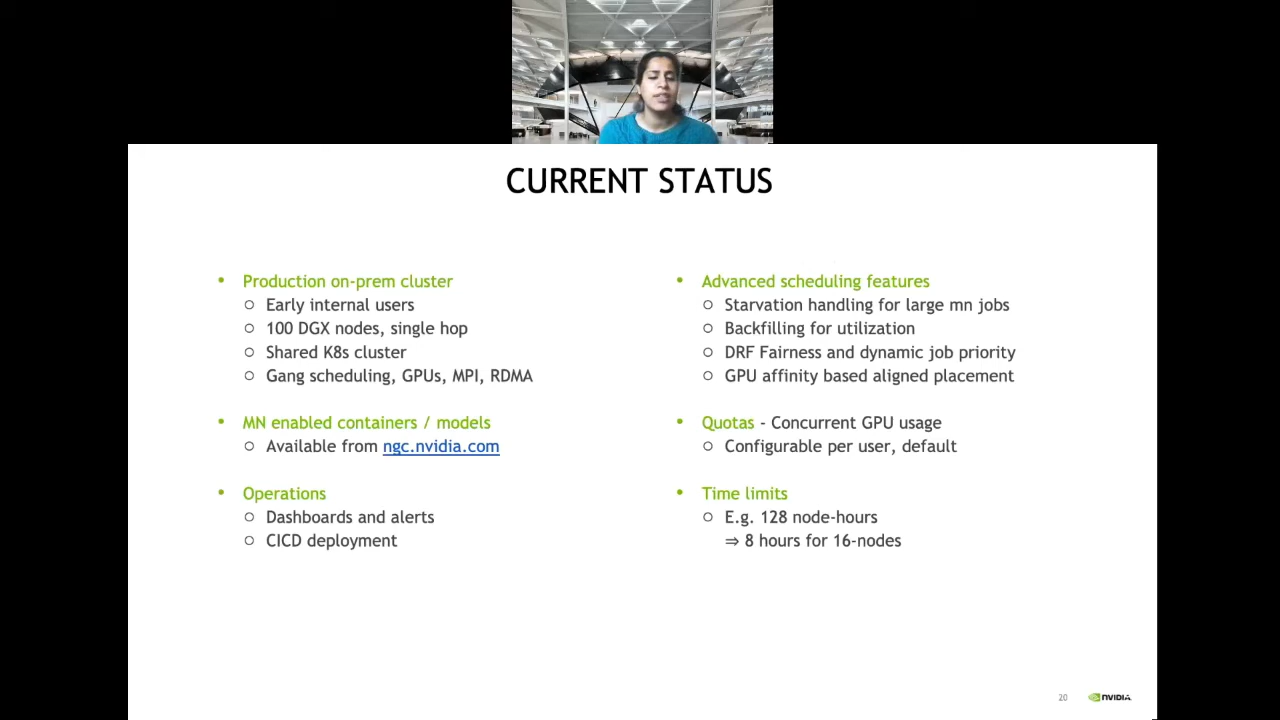 CURRENT STATUS
• Production on-prem cluster
○ Early internal users
○ 100 DGX nodes, single hop
○ Shared K8s cluster
○ Gang scheduling, GPUs, MPI, RDMA
• MN enabled containers / models
○ Available from ngc.nvidia.com
• Operations
○ Dashboards and alerts
○ CICD deployment
• Advanced scheduling features
○ Starvation handling for large mn jobs
○ Backfilling for utilization
○ DRF Fairness and dynamic job priority
○ GPU affinity based aligned placement
• Quotas - Concurrent GPU usage
○ Configurable per user, default
• Time limits
○ E.g. 128 node-hours
⇒ 8 hours for 16-nodes
20
NVIDIA.